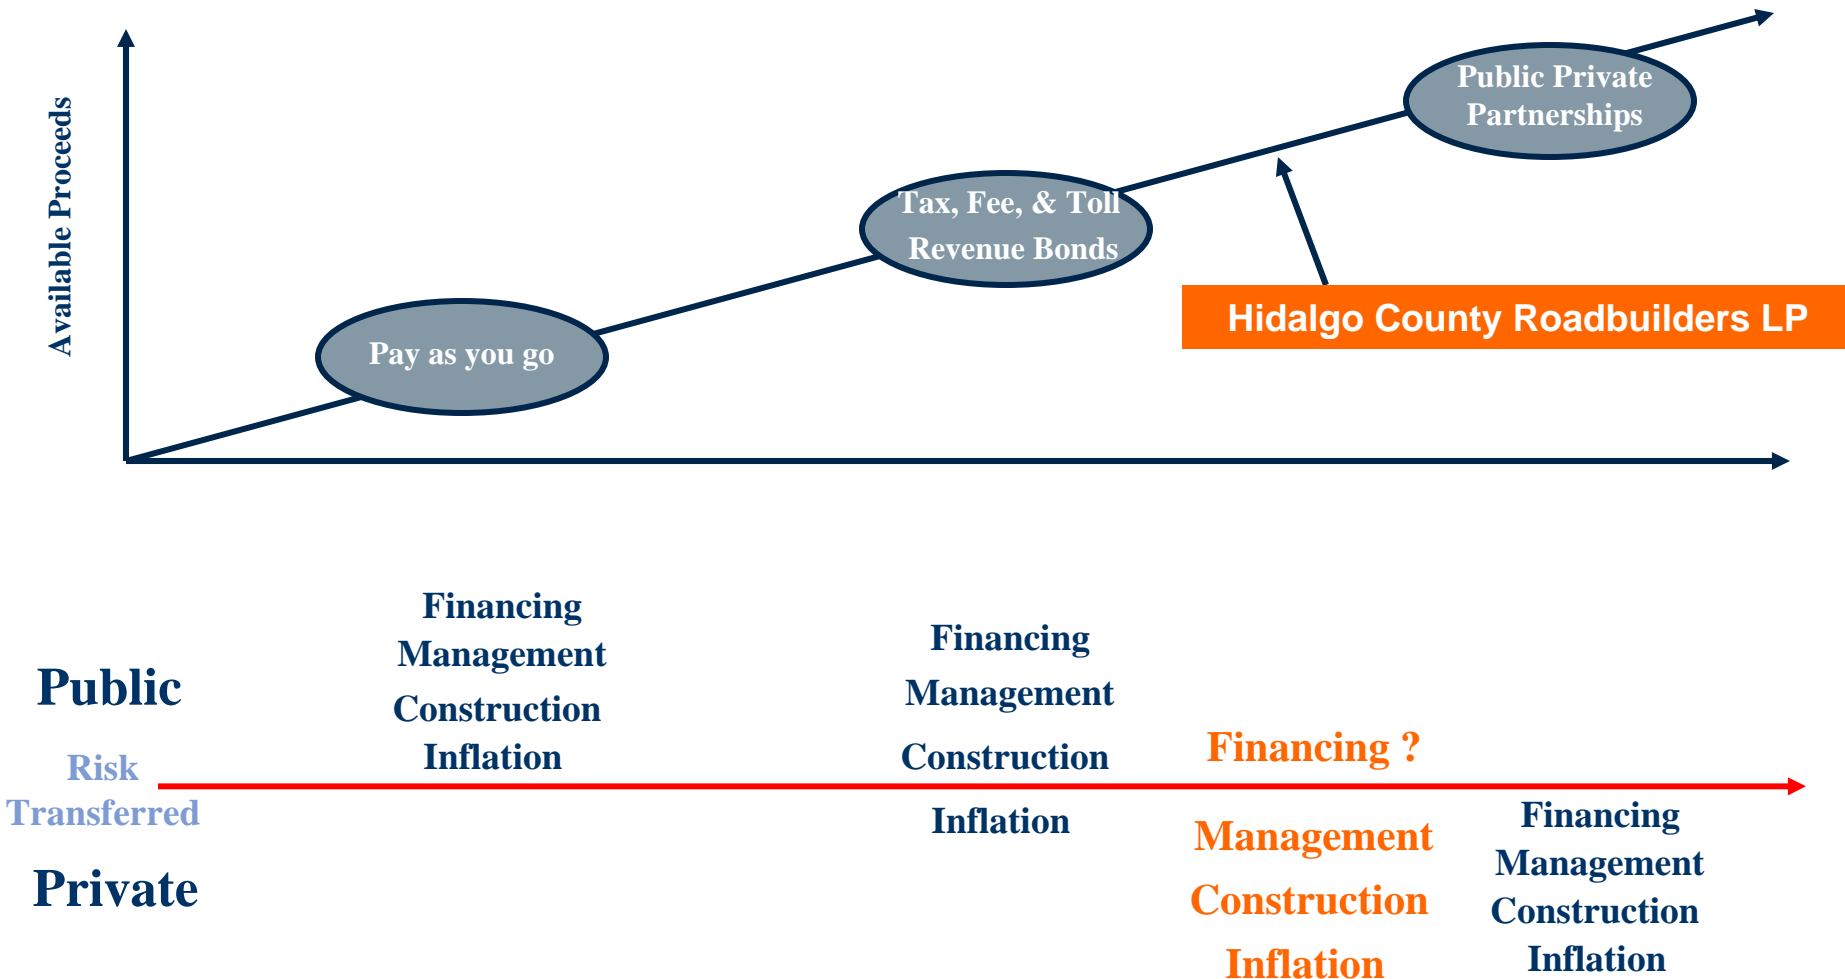 Available Proceeds
Public Private
Partnerships
Tax, Fee, & Toll
Revenue Bonds
Hidalgo County Roadbuilders LP
Pay as you go
Public
Risk
Transferred
Private
Financing
Management
Construction
Inflation
Financing
Management
Construction
Inflation
Financing ?
Management
Construction
Inflation
Financing
Management
Construction
Inflation